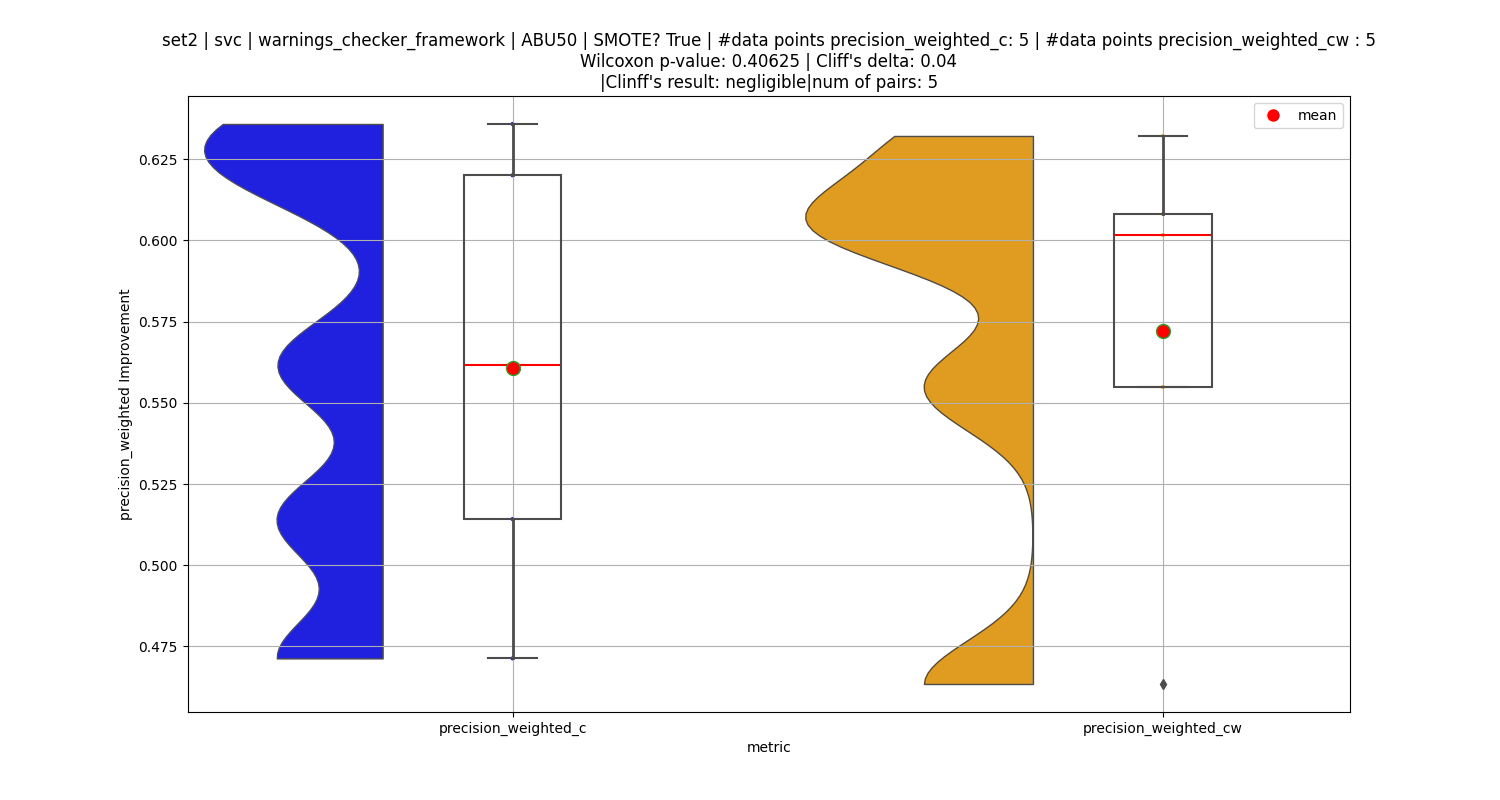 set2 | svc | warnings_checker_framework | ABU50 | SMOTE? True | #data points precision_weighted_c: 5 | #data points precision_weighted_cw : 5
Wilcoxon p-value: 0.40625 | Cliff's delta: 0.04
|Clinff's result: negligible|num of pairs: 5
mean
0.625
0.600
0.575
0.550
0.525
0.500
0.475
precision_weighted Improvement
precision_weighted_c
precision_weighted_cw
metric